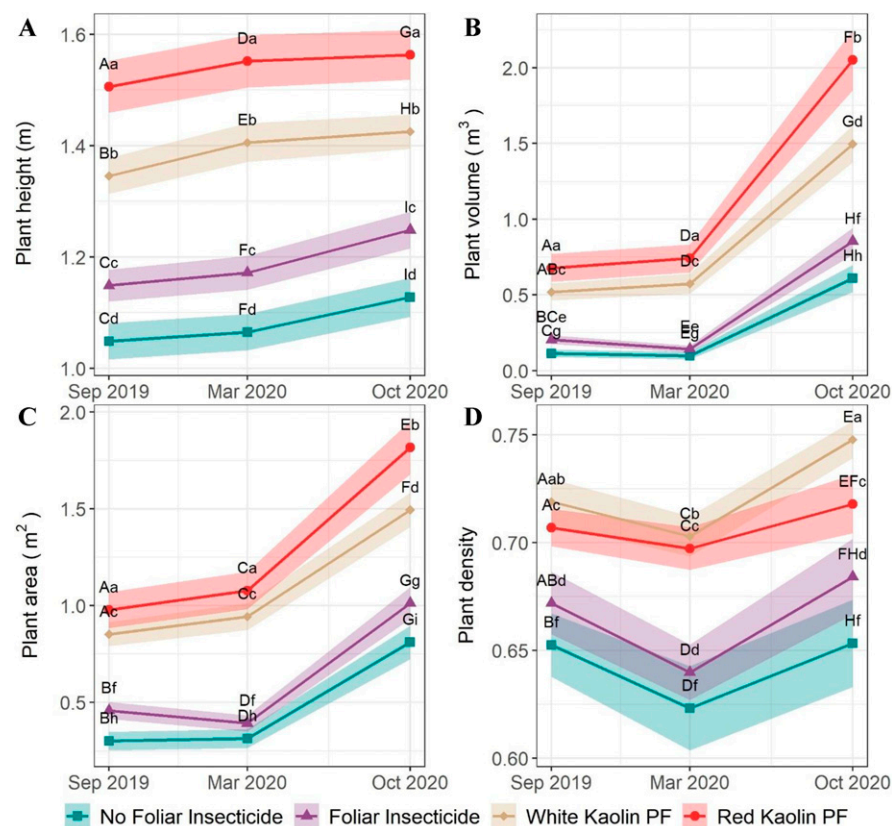 A
Plant height (m)
1.6
1.4
1.2
1.0
Aa
Da
Ga
Bb
Eb
Hb
Cc
Fc
Ic
Cd
Fd
Id
Sep 2019 Mar 2020 Oct 2020
B
Plant volume ( m³)
2.0
1.5
1.0
0.5
0.0
Fb
Gd
Aa
Da
ABc
Dc
Hf
Hh
BCe
Ee
Cg
Eg
Sep 2019 Mar 2020 Oct 2020
C
Plant area ( m²)
2.0
1.5
1.0
0.5
Eb
Fd
Aa
Ca
Ac
Cc
Gg
Gi
Bf
Df
Bh
Dh
Sep 2019 Mar 2020 Oct 2020
D
Plant density
0.75
0.70
0.65
0.60
Ea
Aab
Cb
EFc
Ac
Cc
FHd
ABd
Dd
Bf
Hf
Df
Sep 2019 Mar 2020 Oct 2020
No Foliar Insecticide Foliar Insecticide White Kaolin PF Red Kaolin PF